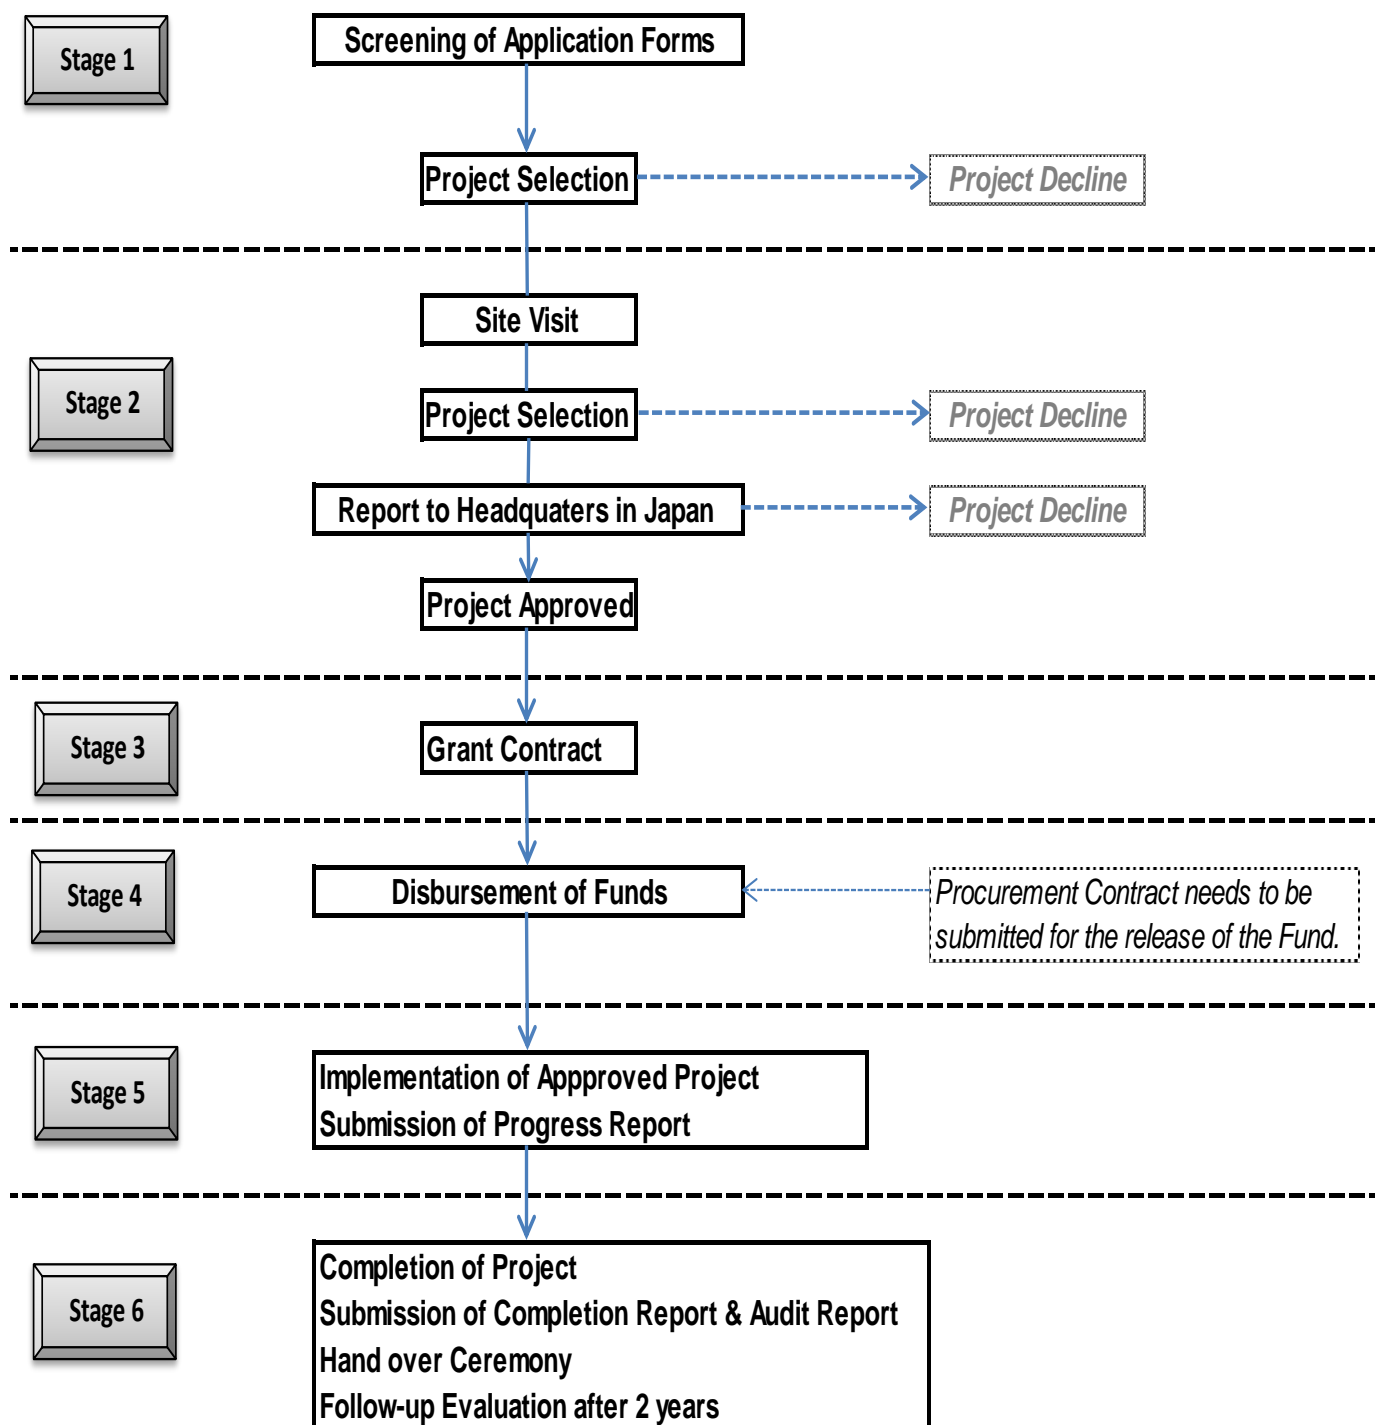 Stage 1
Screening of Application Forms
Project Selection
Project Decline
Site Visit
Stage 2
Project Selection
Project Decline
Report to Headquaters in Japan
Project Decline
Project Approved
Stage 3
Grant Contract
Stage 4
Disbursement of Funds
Procurement Contract needs to be
submitted for the release of the Fund.
Stage 5
Implementation of Appproved Project
Submission of Progress Report
Stage 6
Completion of Project
Submission of Completion Report & Audit Report
Hand over Ceremony
Follow-up Evaluation after 2 years